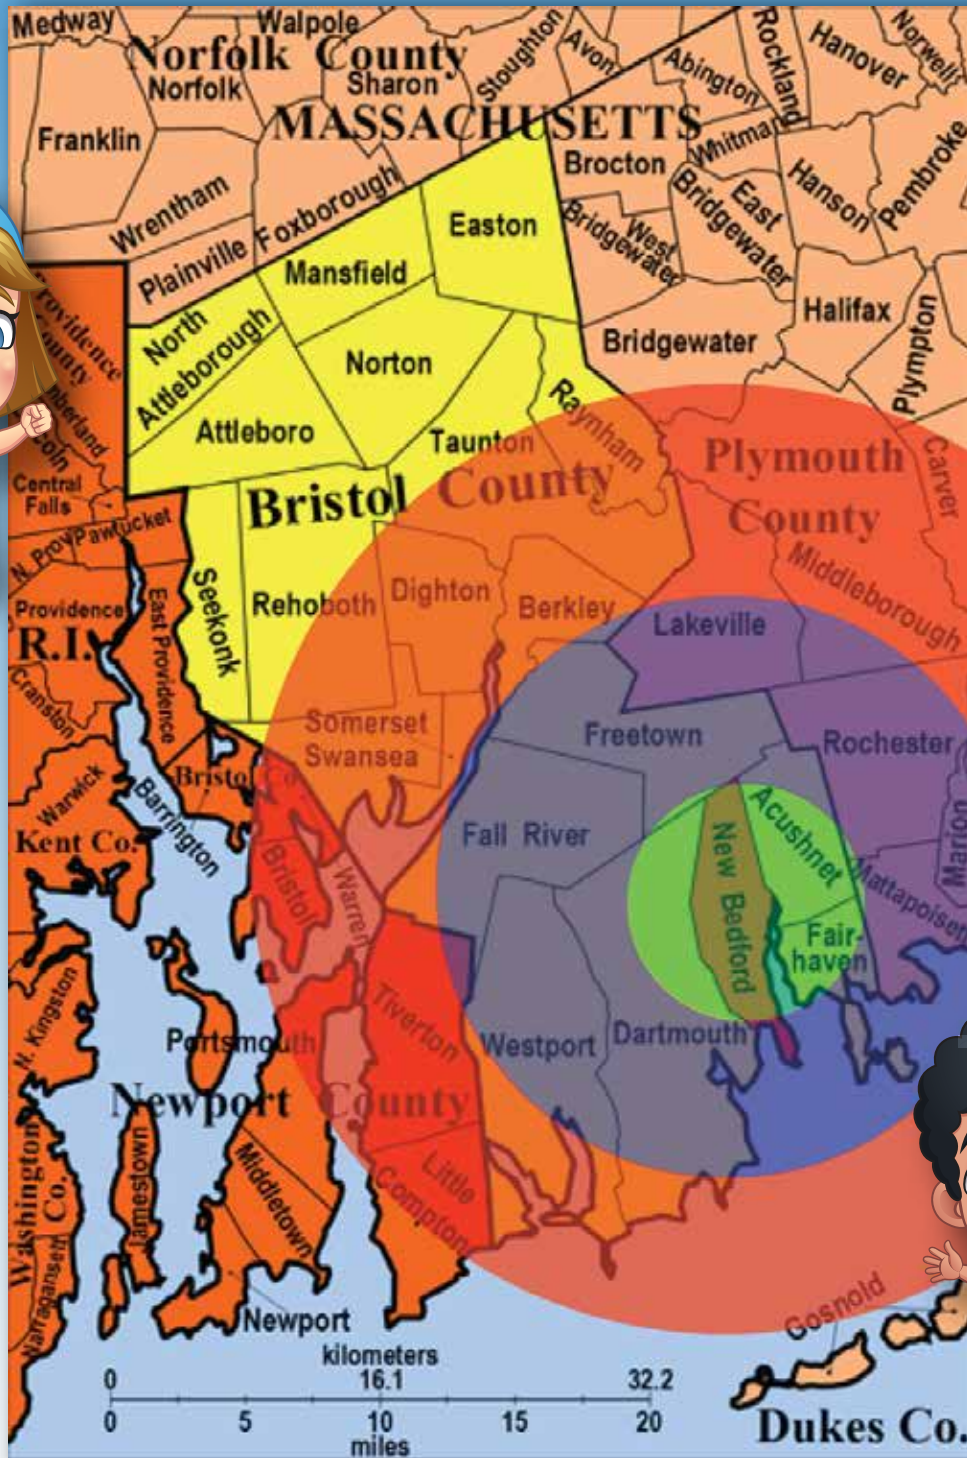 Medway
Walpole
Norfolk County
Norfolk
Sharon
Stoughton
Avon
Abington
Rockland
Hanover
Norwell
MASSACHUSETTS
Franklin
Brocton
Whitman
Hanson
Pembroke
Wrentham
Foxborough
Plainville
Easton
West
Bridgewater
East
Bridgewater
Mansfield
Halifax
Plympton
North
Attleborough
Norton
Bridgewater
Raynham
Attleboro
Taunton
Providence
County
Central
Falls
Bristol County
Plymouth
County
Carver
N. Prov
Pawtucket
Middleborough
Providence
R.I.
East Providence
Seekonk
Rehoboth
Dighton
Berkley
Lakeville
Cranston
Somerset
Swansea
Freetown
Rochester
Warwick
Barrington
Bristol Co.
Kent Co.
Fall River
New Bedford
Acushnet
Marion
Mattapoisett
Bristol
Warren
Fair-
haven
N. Kingston
Portsmouth
Tiverton
Westport
Dartmouth
Newport County
Washington
Co.
Jamestown
Middletown
Little
Compton
Narragansett
Newport
Gosnold
kilometers
0 16.1 32.2
0 5 10 15 20
miles
Dukes Co.